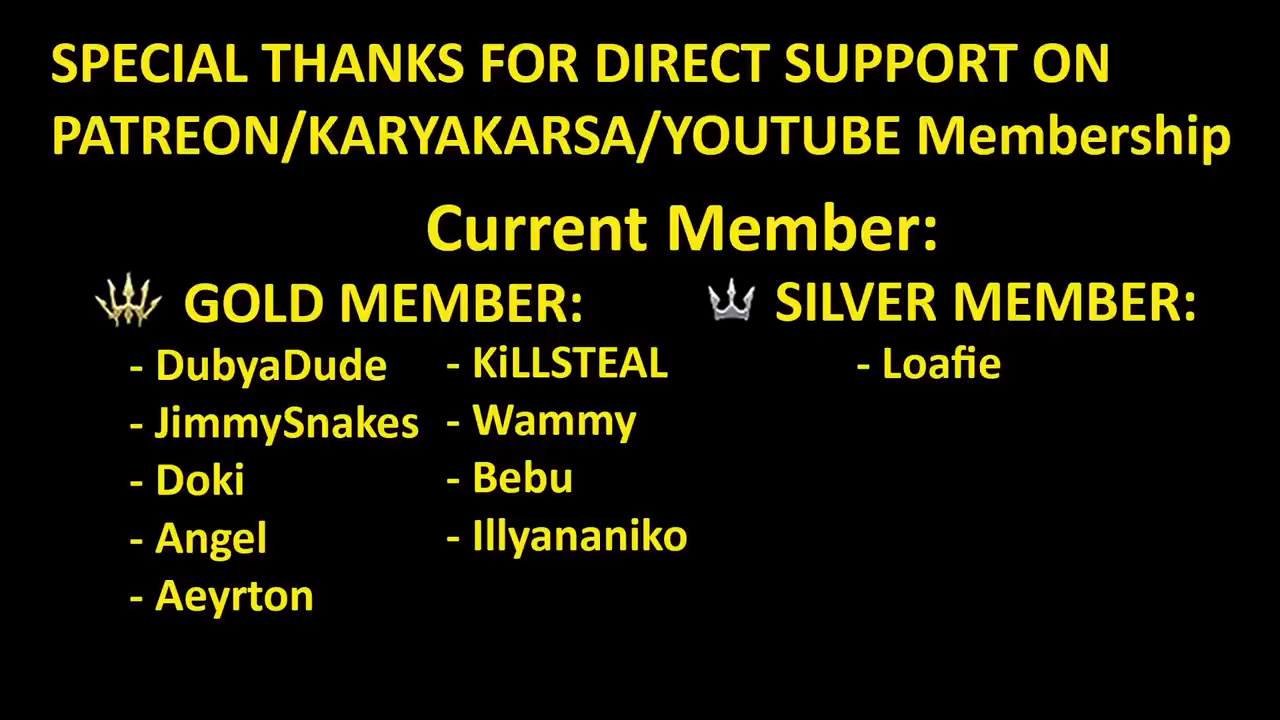 SPECIAL THANKS FOR DIRECT SUPPORT ON
PATREON/KARYAKARSA/YOUTUBE Membership
Current Member:
GOLD MEMBER:
- DubyaDude
- JimmySnakes
- Doki
- Angel
- Aeyrton
- KiLLSTEAL
- Wammy
- Bebu
- Illyananiko
SILVER MEMBER:
- Loafie